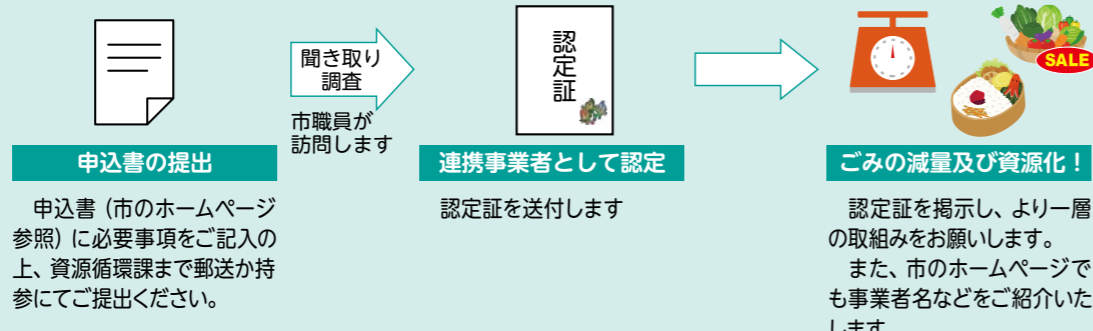 申込書の提出
申込書（市のホームページ
参照）に必要事項をご記入の
上、資源循環課まで郵送か持
参にてご提出ください。
聞き取り
調査
市職員が
訪問します
認定証
連携事業者として認定
認定証を送付します
SALE
ごみの減量及び資源化！
認定証を掲示し、より一層
の取組みをお願いします。
また、市のホームページで
も事業者名などをご紹介いた
します